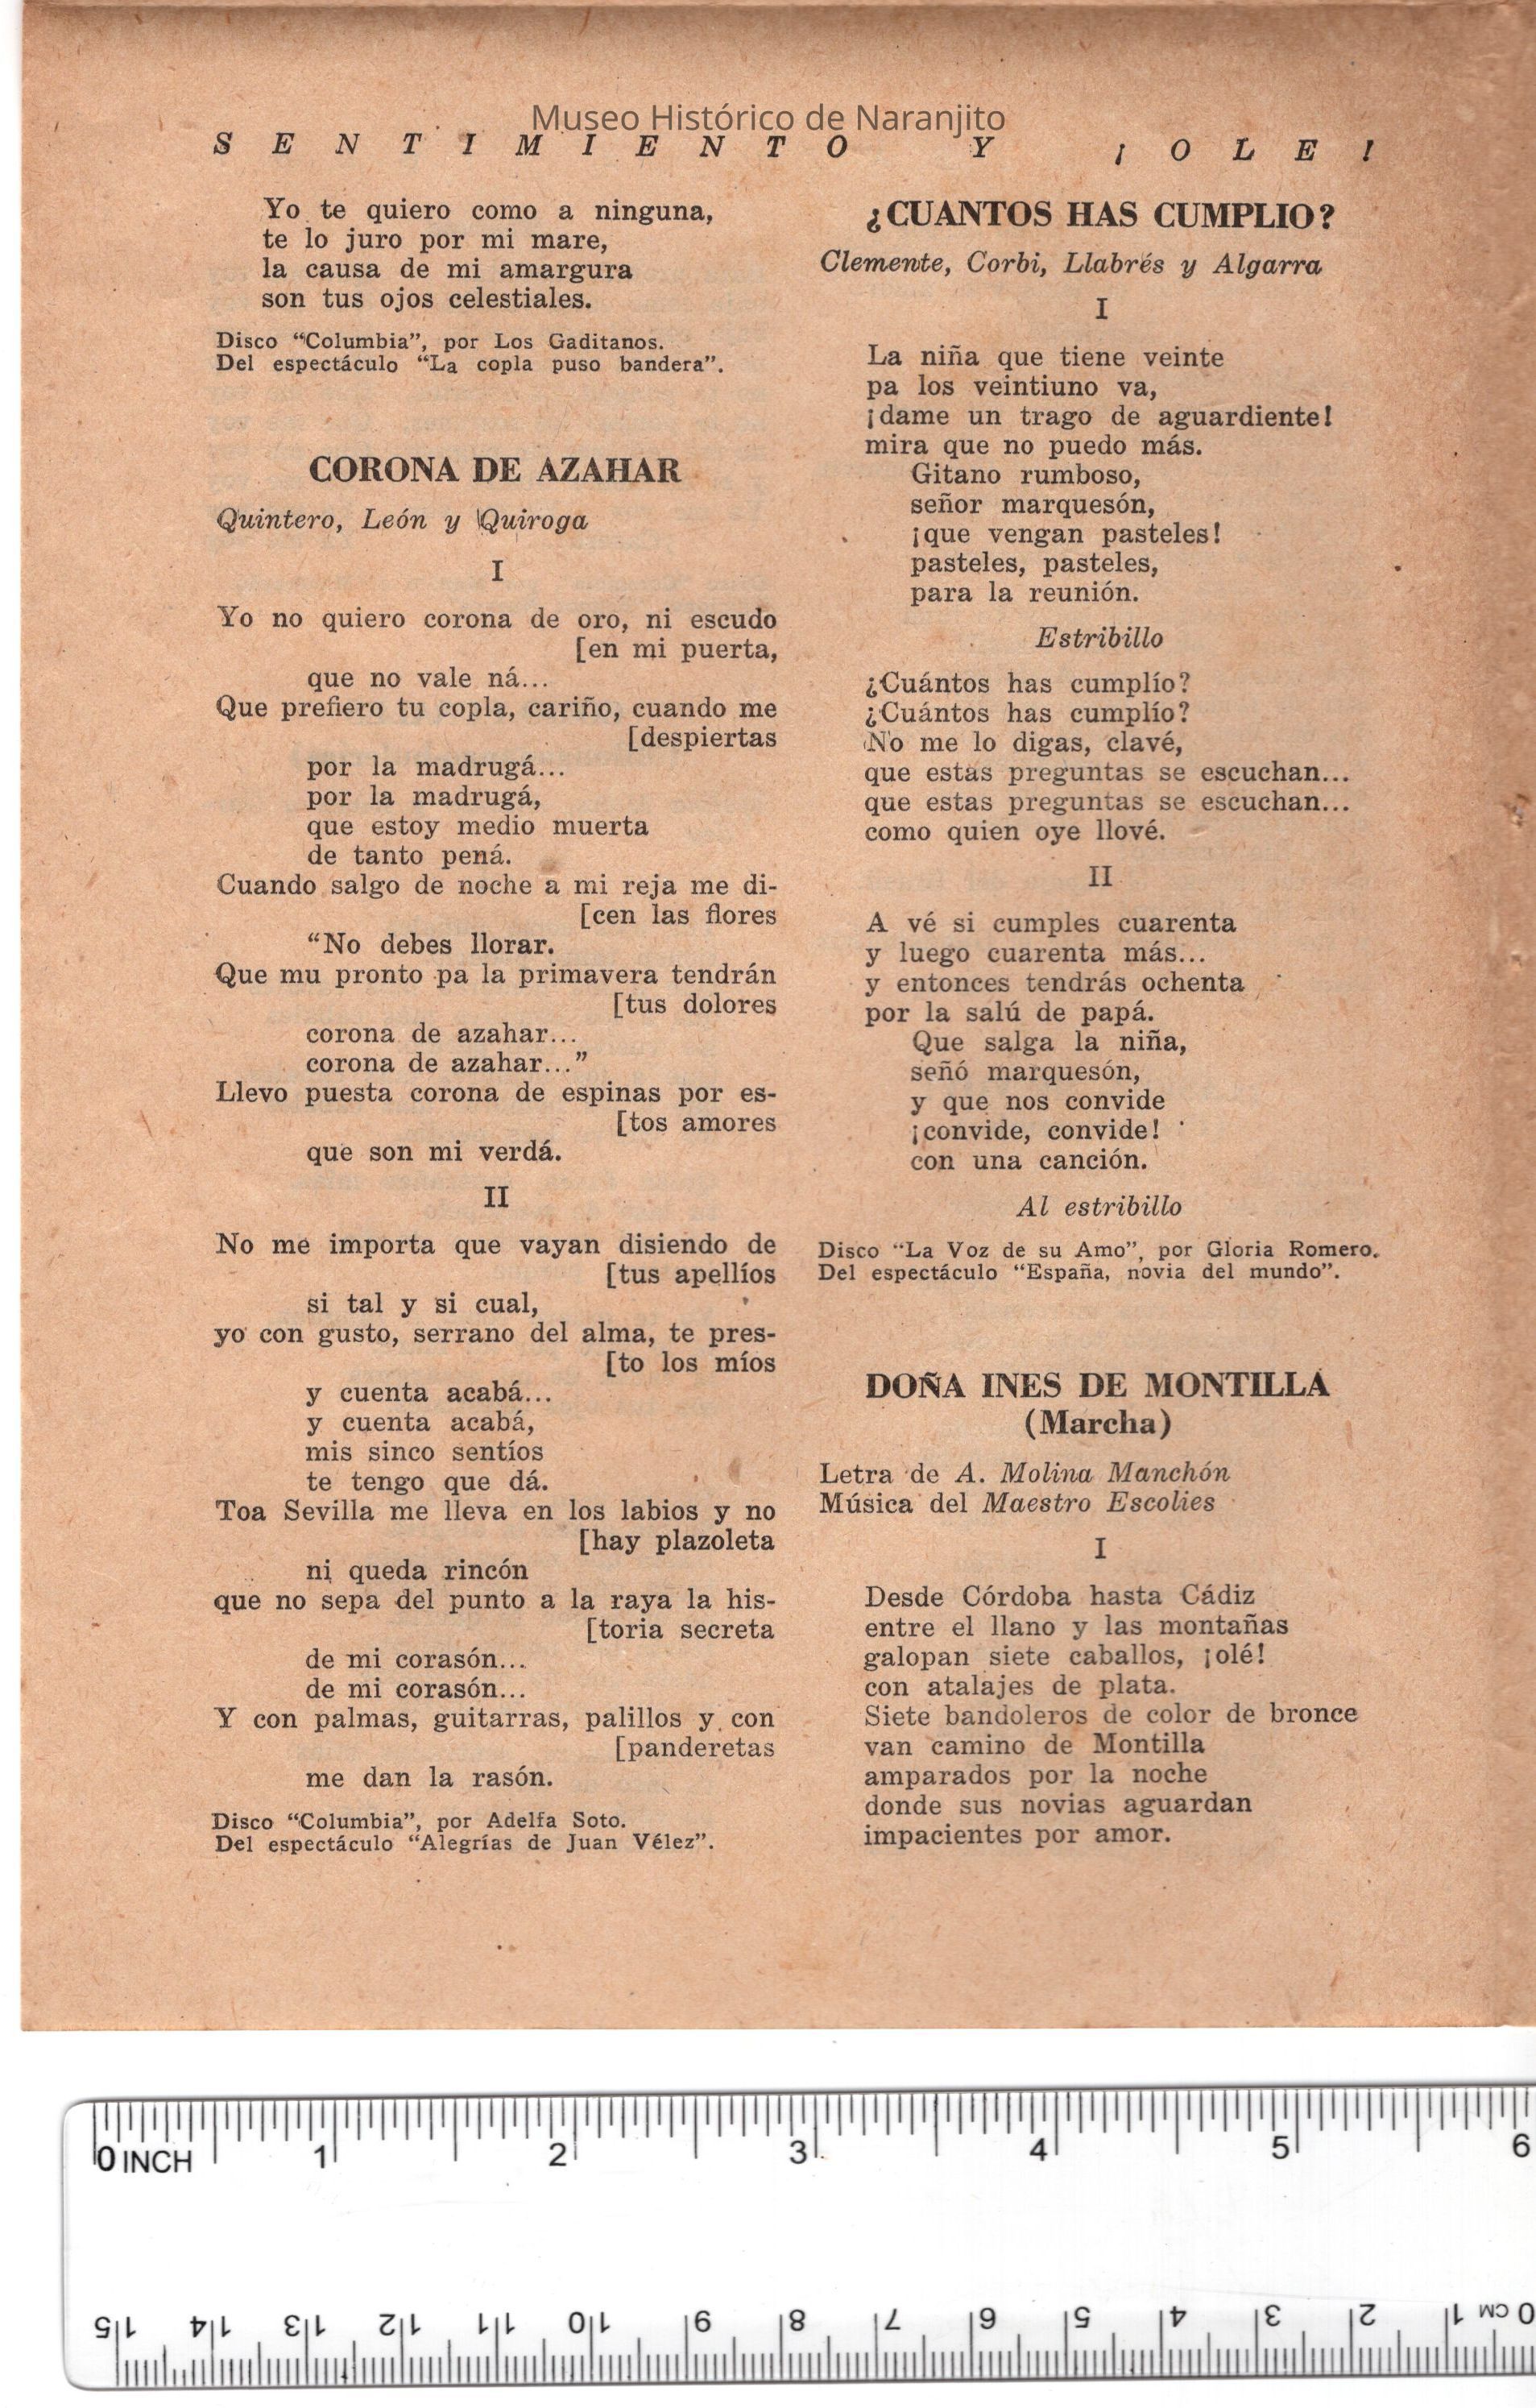 Museo Histórico de Naranjito
SENTIMIENTO Y ¡OLE!
Yo te quiero como a ninguna,
te lo juro por mi mare,
la causa de mi amargura
son tus ojos celestiales.
Disco "Columbia", por Los Gaditanos.
Del espectáculo "La copla puso bandera".
CORONA DE AZAHAR
Quintero, León y Quiroga
I
Yo no quiero corona de oro, ni escudo
[en mi puerta,
que no vale ná...
Que prefiero tu copla, cariño, cuando me
[despiertas
por la madrugá...
por la madrugá,
que estoy medio muerta
de tanto pená.
Cuando salgo de noche a mi reja me di-
[cen las flores
"No debes llorar.
Que mu pronto pa la primavera tendrán
[tus dolores
corona de azahar...
corona de azahar..."
Llevo puesta corona de espinas por es-
[tos amores
que son mi verdá.
II
No me importa que vayan disiendo de
[tus apellíos
si tal y si cual,
yo con gusto, serrano del alma, te pres-
[to los míos
y cuenta acabá...
y cuenta acabá,
mis sinco sentíos
te tengo que dá.
Toa Sevilla me lleva en los labios y no
[hay plazoleta
ni queda rincón
que no sepa del punto a la raya la his-
[toria secreta
de mi corasón...
de mi corasón...
Y con palmas, guitarras, palillos y con
[panderetas
me dan la rasón.
Disco "Columbia", por Adelfa Soto.
Del espectáculo "Alegrías de Juan Vélez".
¿CUANTOS HAS CUMPLIO?
Clemente, Corbi, Llabrés y Algarra
I
La niña que tiene veinte
pa los veintiuno va,
¡dame un trago de aguardiente!
mira que no puedo más.
Gitano rumboso,
señor marquesón,
¡que vengan pasteles!
pasteles, pasteles,
para la reunión.
Estribillo
¿Cuántos has cumplío?
¿Cuántos has cumplío?
No me lo digas, clavé,
que estas preguntas se escuchan...
que estas preguntas se escuchan...
como quien oye llové.
II
A vé si cumples cuarenta
y luego cuarenta más...
y entonces tendrás ochenta
por la salú de papá.
Que salga la niña,
señó marquesón,
y que nos convide
¡convide, convide!
con una canción.
Al estribillo
Disco "La Voz de su Amo", por Gloria Romero.
Del espectáculo "España, novia del mundo".
DOÑA INES DE MONTILLA
(Marcha)
Letra de A. Molina Manchón
Música del Maestro Escolies
I
Desde Córdoba hasta Cádiz
entre el llano y las montañas
galopan siete caballos, ¡olé!
con atalajes de plata.
Siete bandoleros de color de bronce
van camino de Montilla
amparados por la noche
donde sus novias aguardan
impacientes por amor.
0 INCH 1 2 3 4 5 6
15 14 13 12 11 10 9 8 7 6 5 4 3 2 1 CM 0